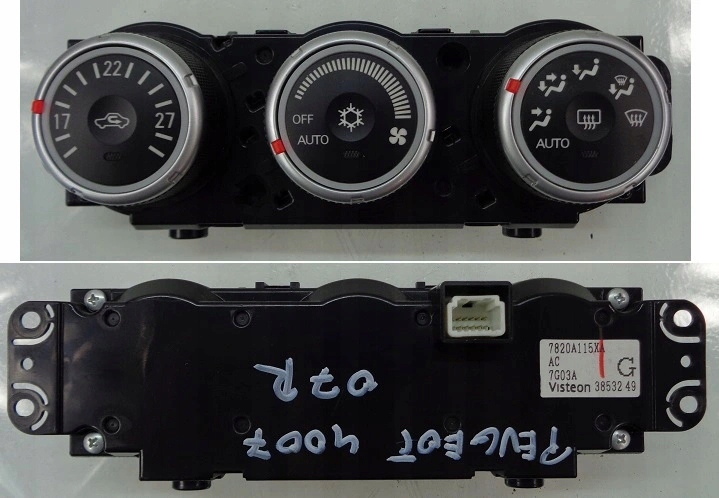 22
17 27
OFF
AUTO
AUTO
7820A115XA
AC
7G03A G
Visteon 38532 49
07R
PEUGEOT 4007